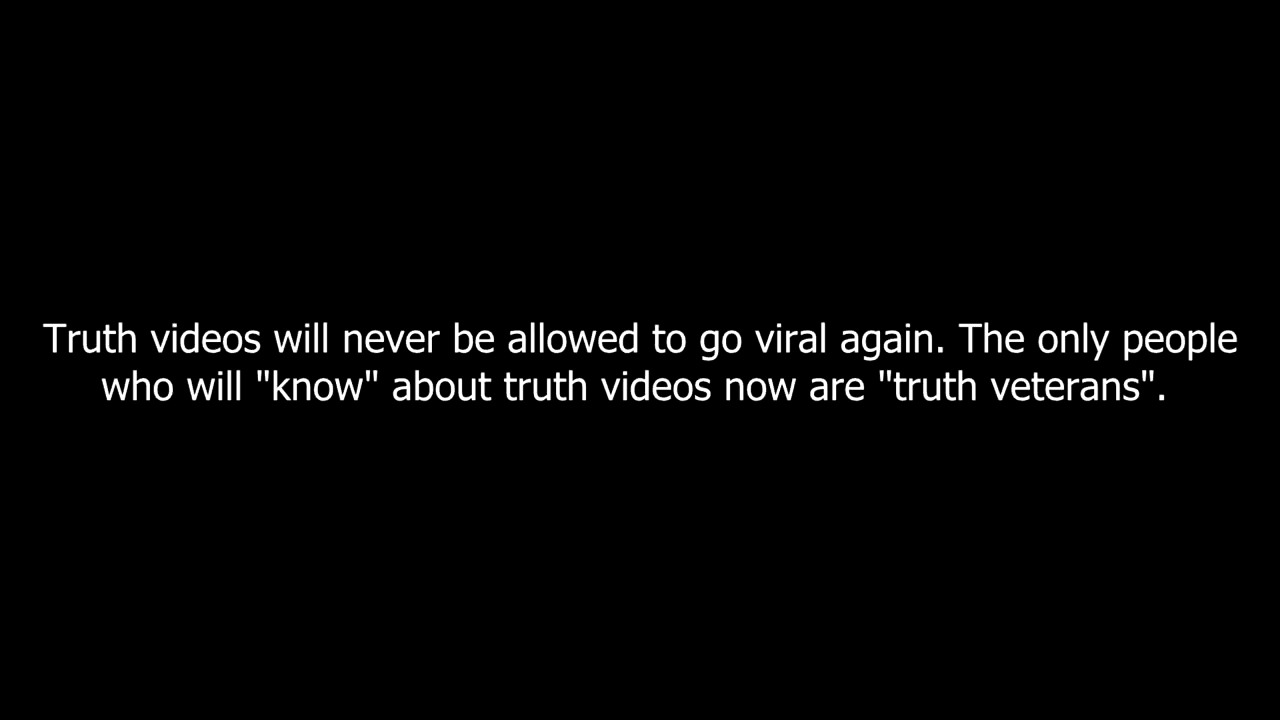 Truth videos will never be allowed to go viral again. The only people
who will "know" about truth videos now are "truth veterans".